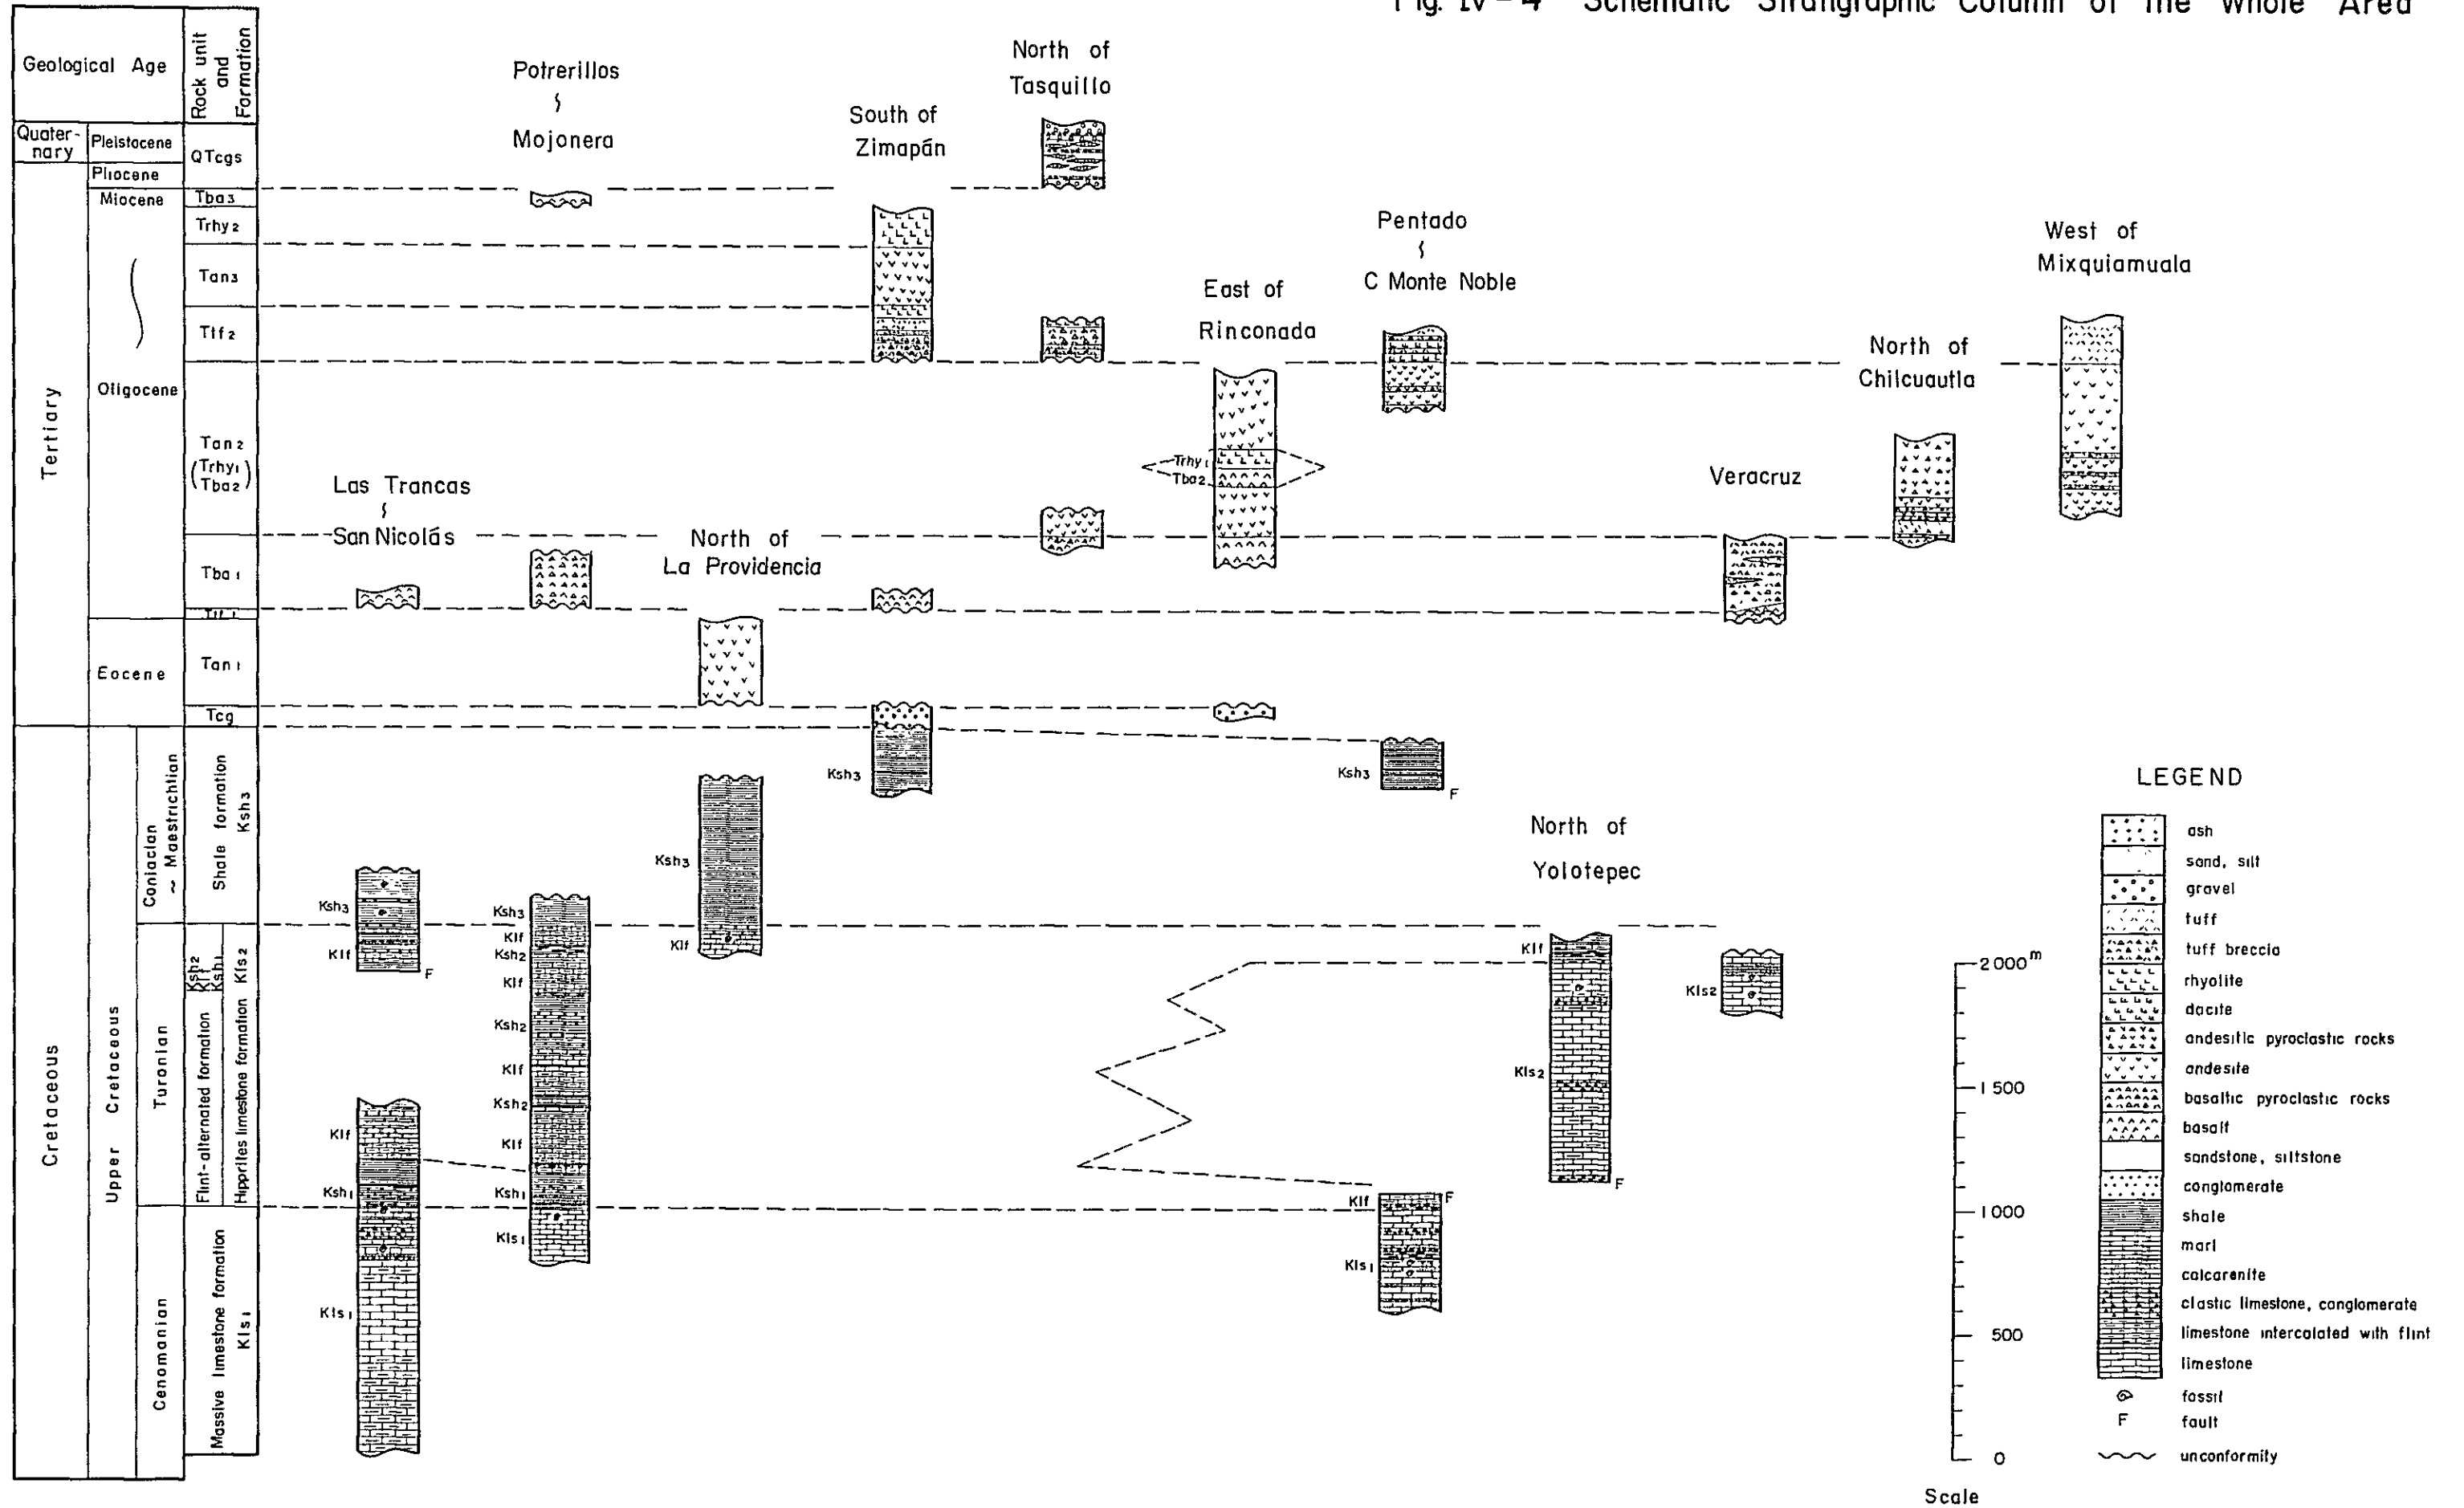 Fig. IV-4 Schematic Stratigraphic Column of the Whole Area
Geological Age
Rock unit
and
Formation
Quater-
nary
Pleistocene
Pliocene
QTcgs
Tertiary
Miocene
Oligocene
Eocene
Tba3
Trhy2
Tan3
Ttf2
Tan2
(Trhy1
Tba2)
Tba1
Ttf1
Tan1
Tcg
Cretaceous
Upper Cretaceous
Coniacian
~ Maestrichtian
Turonian
Cenomanian
Shale formation
Ksh3
Flint-alternated formation
Ksh2
Klf
Ksh1
Hipprites limestone formation Kls2
Massive limestone formation
Kls1
Las Trancas
San Nicolás
Ksh3
Klf
F
Klf
Ksh1
Kls1
Potrerillos
Mojonera
Ksh3
Klf
Ksh2
Klf
Ksh2
Klf
Ksh2
Klf
Ksh1
Kls1
North of
La Providencia
Ksh3
Klf
South of
Zimapán
Ksh3
North of
Tasquillo
East of
Rinconada
Trhy1
Tba2
Pentado
C Monte Noble
Ksh3
F
Klf
F
Kls1
North of
Yolotepec
Klf
Kls2
F
Veracruz
Kls2
North of
Chilcuautla
West of
Mixquiamuala
2000m
1500
1000
500
0
Scale
LEGEND
ash
sand, silt
gravel
tuff
tuff breccia
rhyolite
dacite
andesitic pyroclastic rocks
andesite
basaltic pyroclastic rocks
basalt
sandstone, siltstone
conglomerate
shale
marl
calcarenite
clastic limestone, conglomerate
limestone intercalated with flint
limestone
fossil
F fault
unconformity